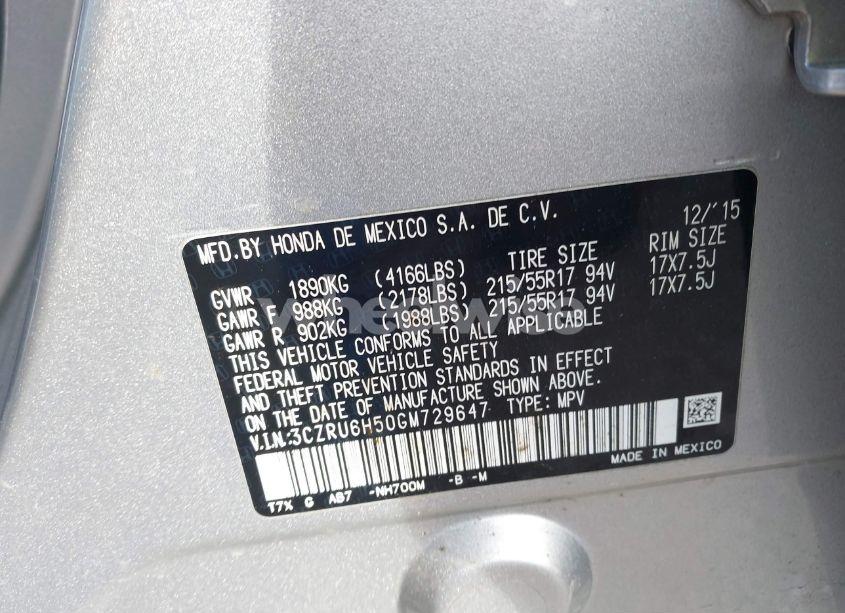 MFD.BY HONDA DE MEXICO S.A. DE C.V. 12/'15
TIRE SIZE RIM SIZE
GVWR 1890KG (4166LBS)
GAWR F 988KG (2178LBS) 215/55R17 94V 17X7.5J
GAWR R 902KG (1988LBS) 215/55R17 94V 17X7.5J
THIS VEHICLE CONFORMS TO ALL APPLICABLE
FEDERAL MOTOR VEHICLE SAFETY
AND THEFT PREVENTION STANDARDS IN EFFECT
ON THE DATE OF MANUFACTURE SHOWN ABOVE.
V.I.N.:3CZRU6H50GM729647 TYPE: MPV
T7X G AB7 -NH700M -B -M MADE IN MEXICO